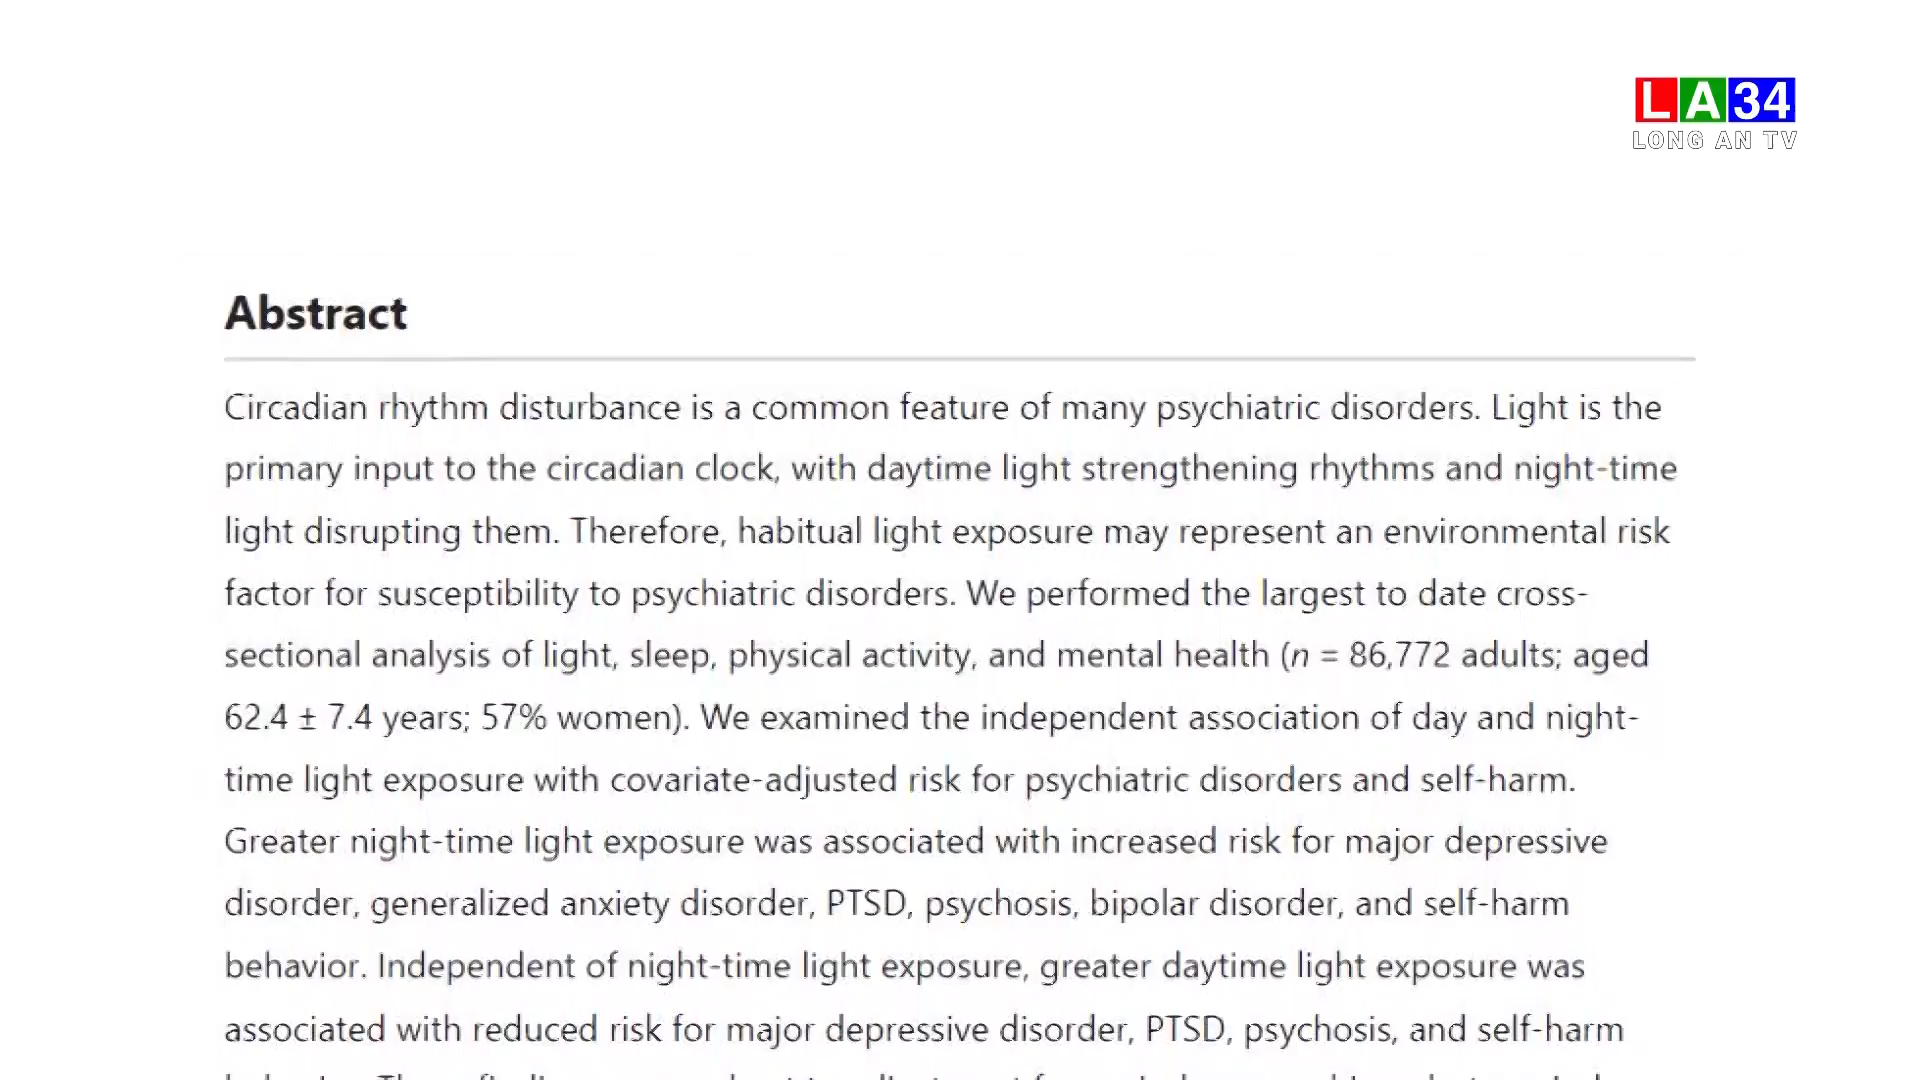 LA34
LONG AN TV
Abstract
Circadian rhythm disturbance is a common feature of many psychiatric disorders. Light is the
primary input to the circadian clock, with daytime light strengthening rhythms and night-time
light disrupting them. Therefore, habitual light exposure may represent an environmental risk
factor for susceptibility to psychiatric disorders. We performed the largest to date cross-
sectional analysis of light, sleep, physical activity, and mental health (n = 86,772 adults; aged
62.4 ± 7.4 years; 57% women). We examined the independent association of day and night-
time light exposure with covariate-adjusted risk for psychiatric disorders and self-harm.
Greater night-time light exposure was associated with increased risk for major depressive
disorder, generalized anxiety disorder, PTSD, psychosis, bipolar disorder, and self-harm
behavior. Independent of night-time light exposure, greater daytime light exposure was
associated with reduced risk for major depressive disorder, PTSD, psychosis, and self-harm